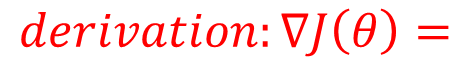 derivation: ∇J(θ) =